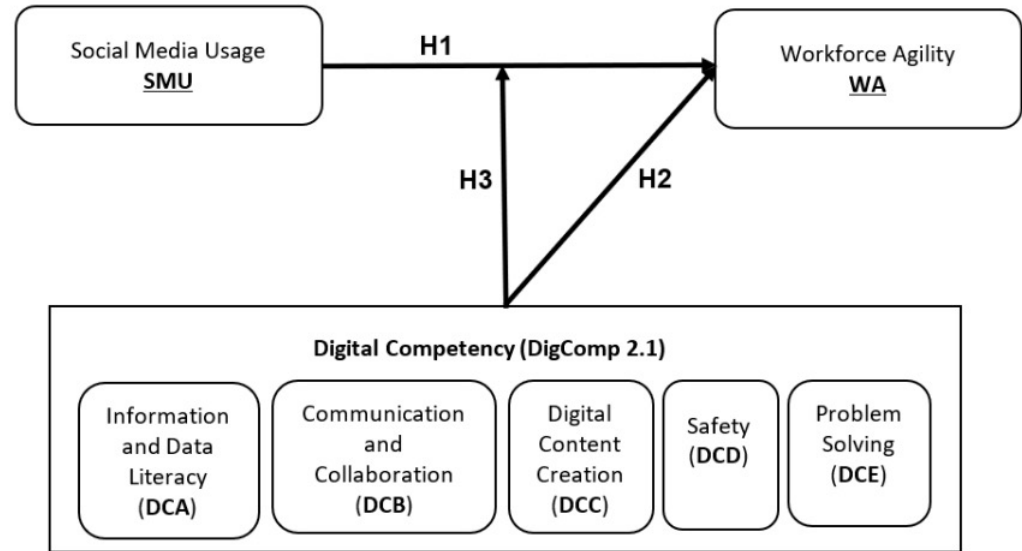 Social Media Usage
SMU
H1
Workforce Agility
WA
H3
H2
Digital Competency (DigComp 2.1)
Information
and Data
Literacy
(DCA)
Communication
and
Collaboration
(DCB)
Digital
Content
Creation
(DCC)
Safety
(DCD)
Problem
Solving
(DCE)